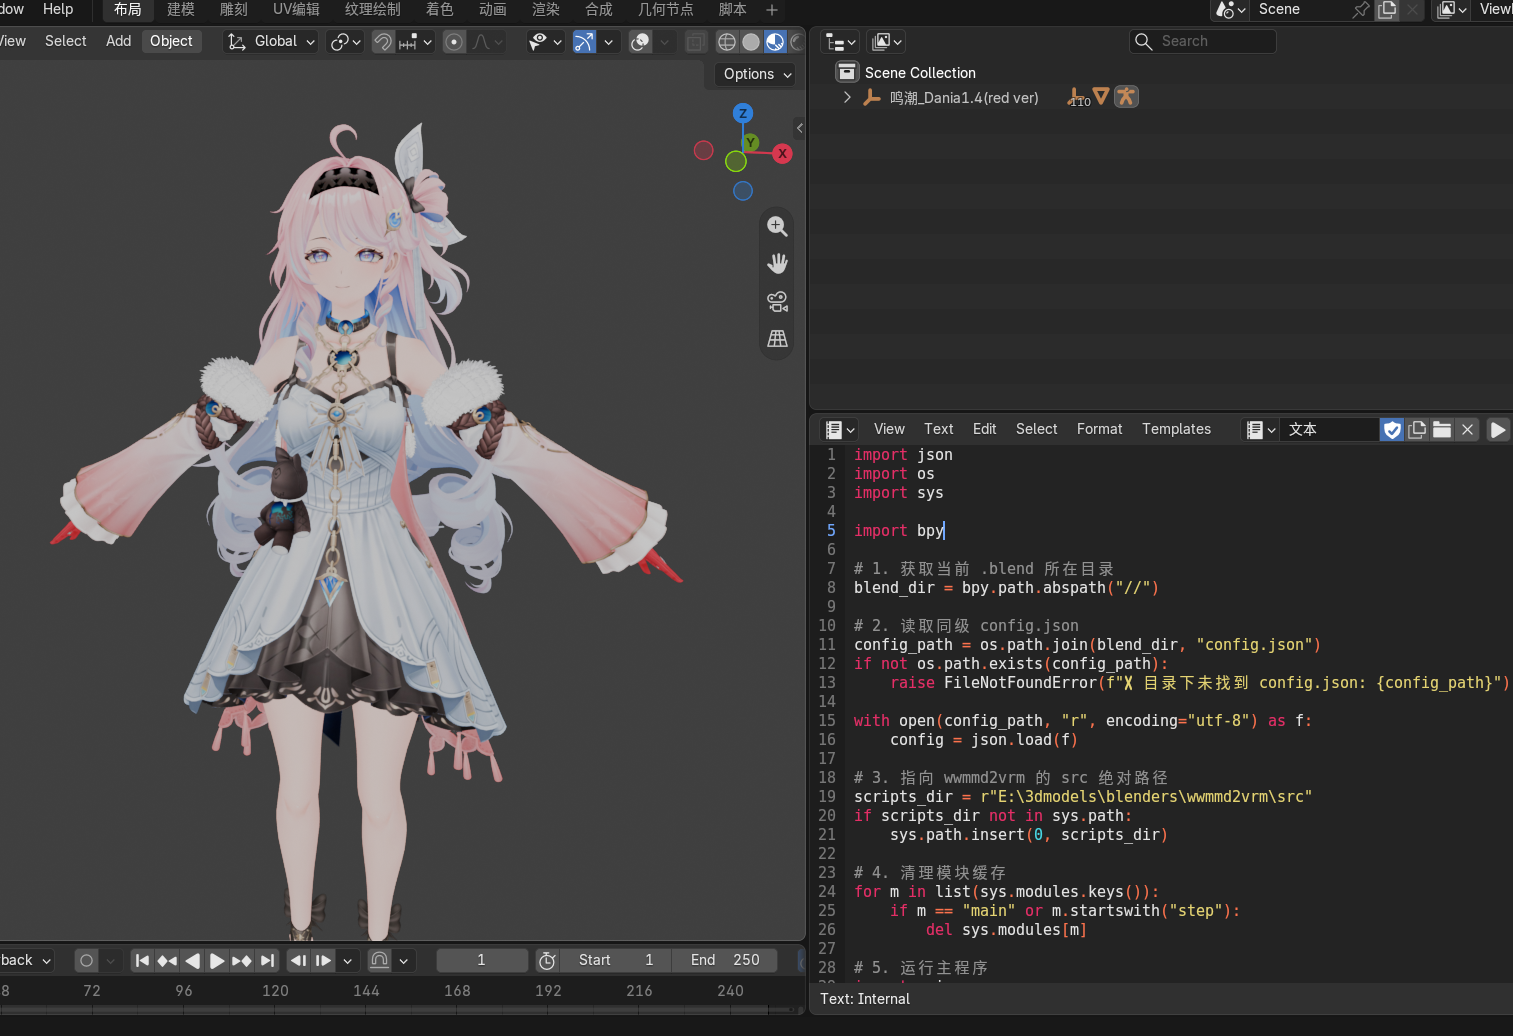 dow Help 布局 建模 雕刻 UV编辑 纹理绘制 着色 动画 渲染 合成 几何节点 脚本 + Scene View
View Select Add Object Global
Options
Z
Y
X
Search
Scene Collection
鸣潮_Dania1.4(red ver) 110
View Text Edit Select Format Templates 文本
1 import json
2 import os
3 import sys
4
5 import bpy
6
7 # 1. 获取当前 .blend 所在目录
8 blend_dir = bpy.path.abspath("//")
9
10 # 2. 读取同级 config.json
11 config_path = os.path.join(blend_dir, "config.json")
12 if not os.path.exists(config_path):
13     raise FileNotFoundError(f"✗ 目录下未找到 config.json: {config_path}")
14
15 with open(config_path, "r", encoding="utf-8") as f:
16     config = json.load(f)
17
18 # 3. 指向 wwmmd2vrm 的 src 绝对路径
19 scripts_dir = r"E:\3dmodels\blenders\wwmmd2vrm\src"
20 if scripts_dir not in sys.path:
21     sys.path.insert(0, scripts_dir)
22
23 # 4. 清理模块缓存
24 for m in list(sys.modules.keys()):
25     if m == "main" or m.startswith("step"):
26         del sys.modules[m]
27
28 # 5. 运行主程序
Text: Internal
back 1 Start 1 End 250
8 72 96 120 144 168 192 216 240